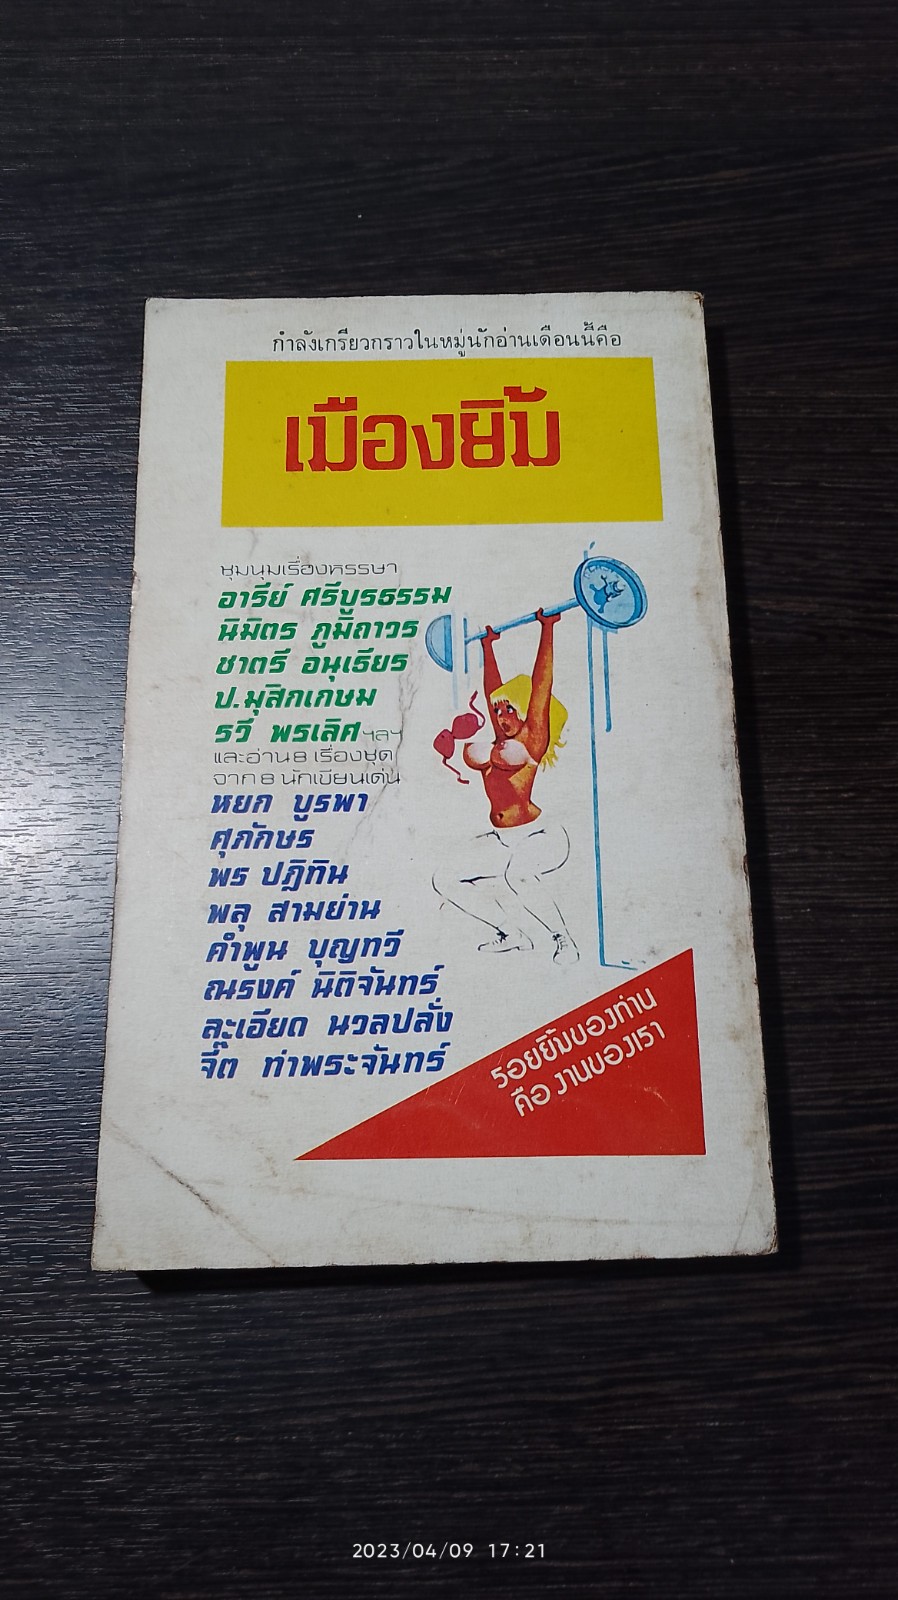 กำลังเกรียวกราวในหมู่นักอ่านเดือนนี้คือ
เมืองยิ้ม
ชุมนุมเรื่องหรรษา
อารีย์ ศรีบูรธรรม
นิมิตร ภูมิถาวร
ชาตรี อนุเธียร
ป.มุสิกเกษม
รวี พรเลิศ ฯลฯ
และอ่าน 8 เรื่องชุด
จาก 8 นักเขียนเด่น
หยก บูรพา
ศุภักษร
พร ปฏิทิน
พลุ สามย่าน
คำพูน บุญทวี
ณรงค์ นิติจันทร์
ละเอียด นวลปลั่ง
จี๊ด ท่าพระจันทร์
รอยยิ้มของท่าน
คือ งานของเรา
2023/04/09 17:21